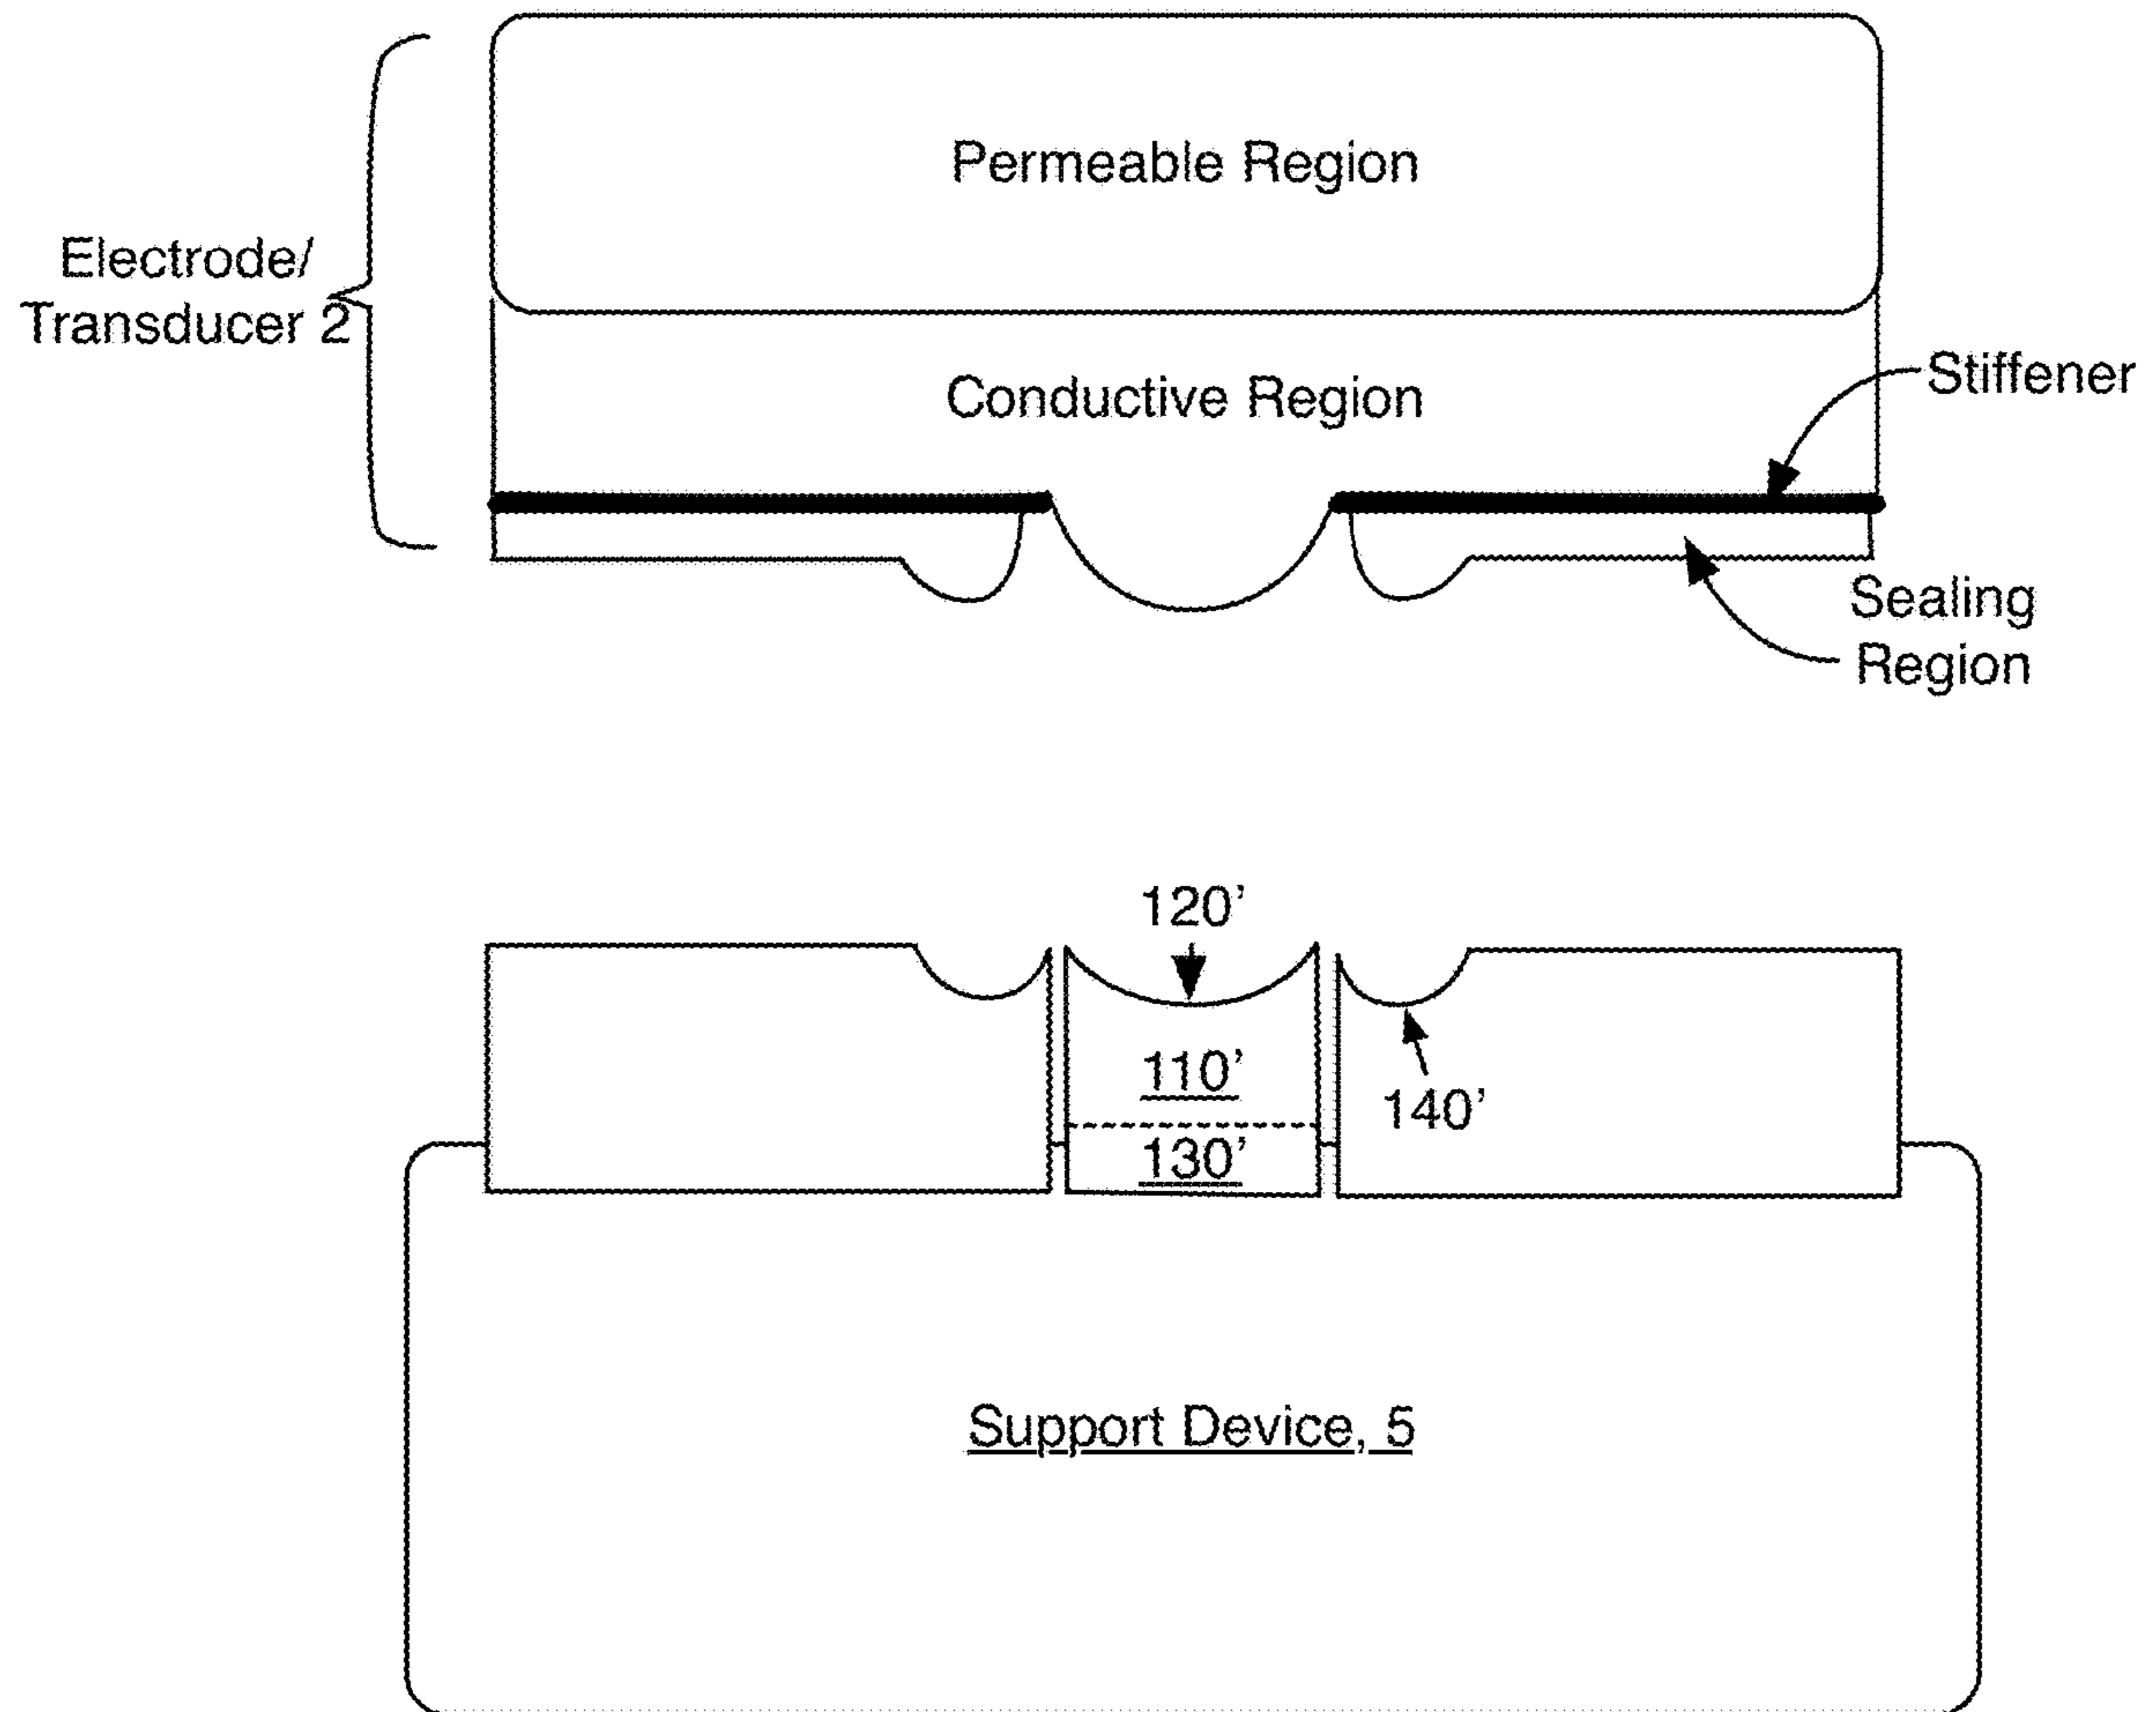 Permeable Region
Electrode/
Transducer 2
Conductive Region
Stiffener
Sealing
Region
120’
110’
140’
130’
Support Device, 5